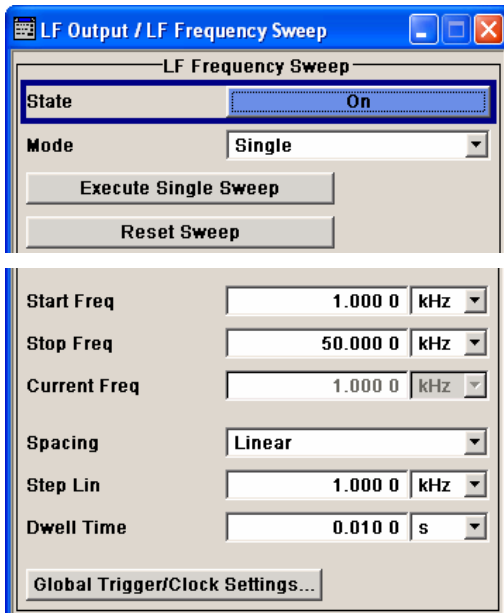 LF Output / LF Frequency Sweep
LF Frequency Sweep
State On
Mode Single
Execute Single Sweep
Reset Sweep
Start Freq 1.000 0 kHz
Stop Freq 50.000 0 kHz
Current Freq 1.000 0 kHz
Spacing Linear
Step Lin 1.000 0 kHz
Dwell Time 0.010 0 s
Global Trigger/Clock Settings...